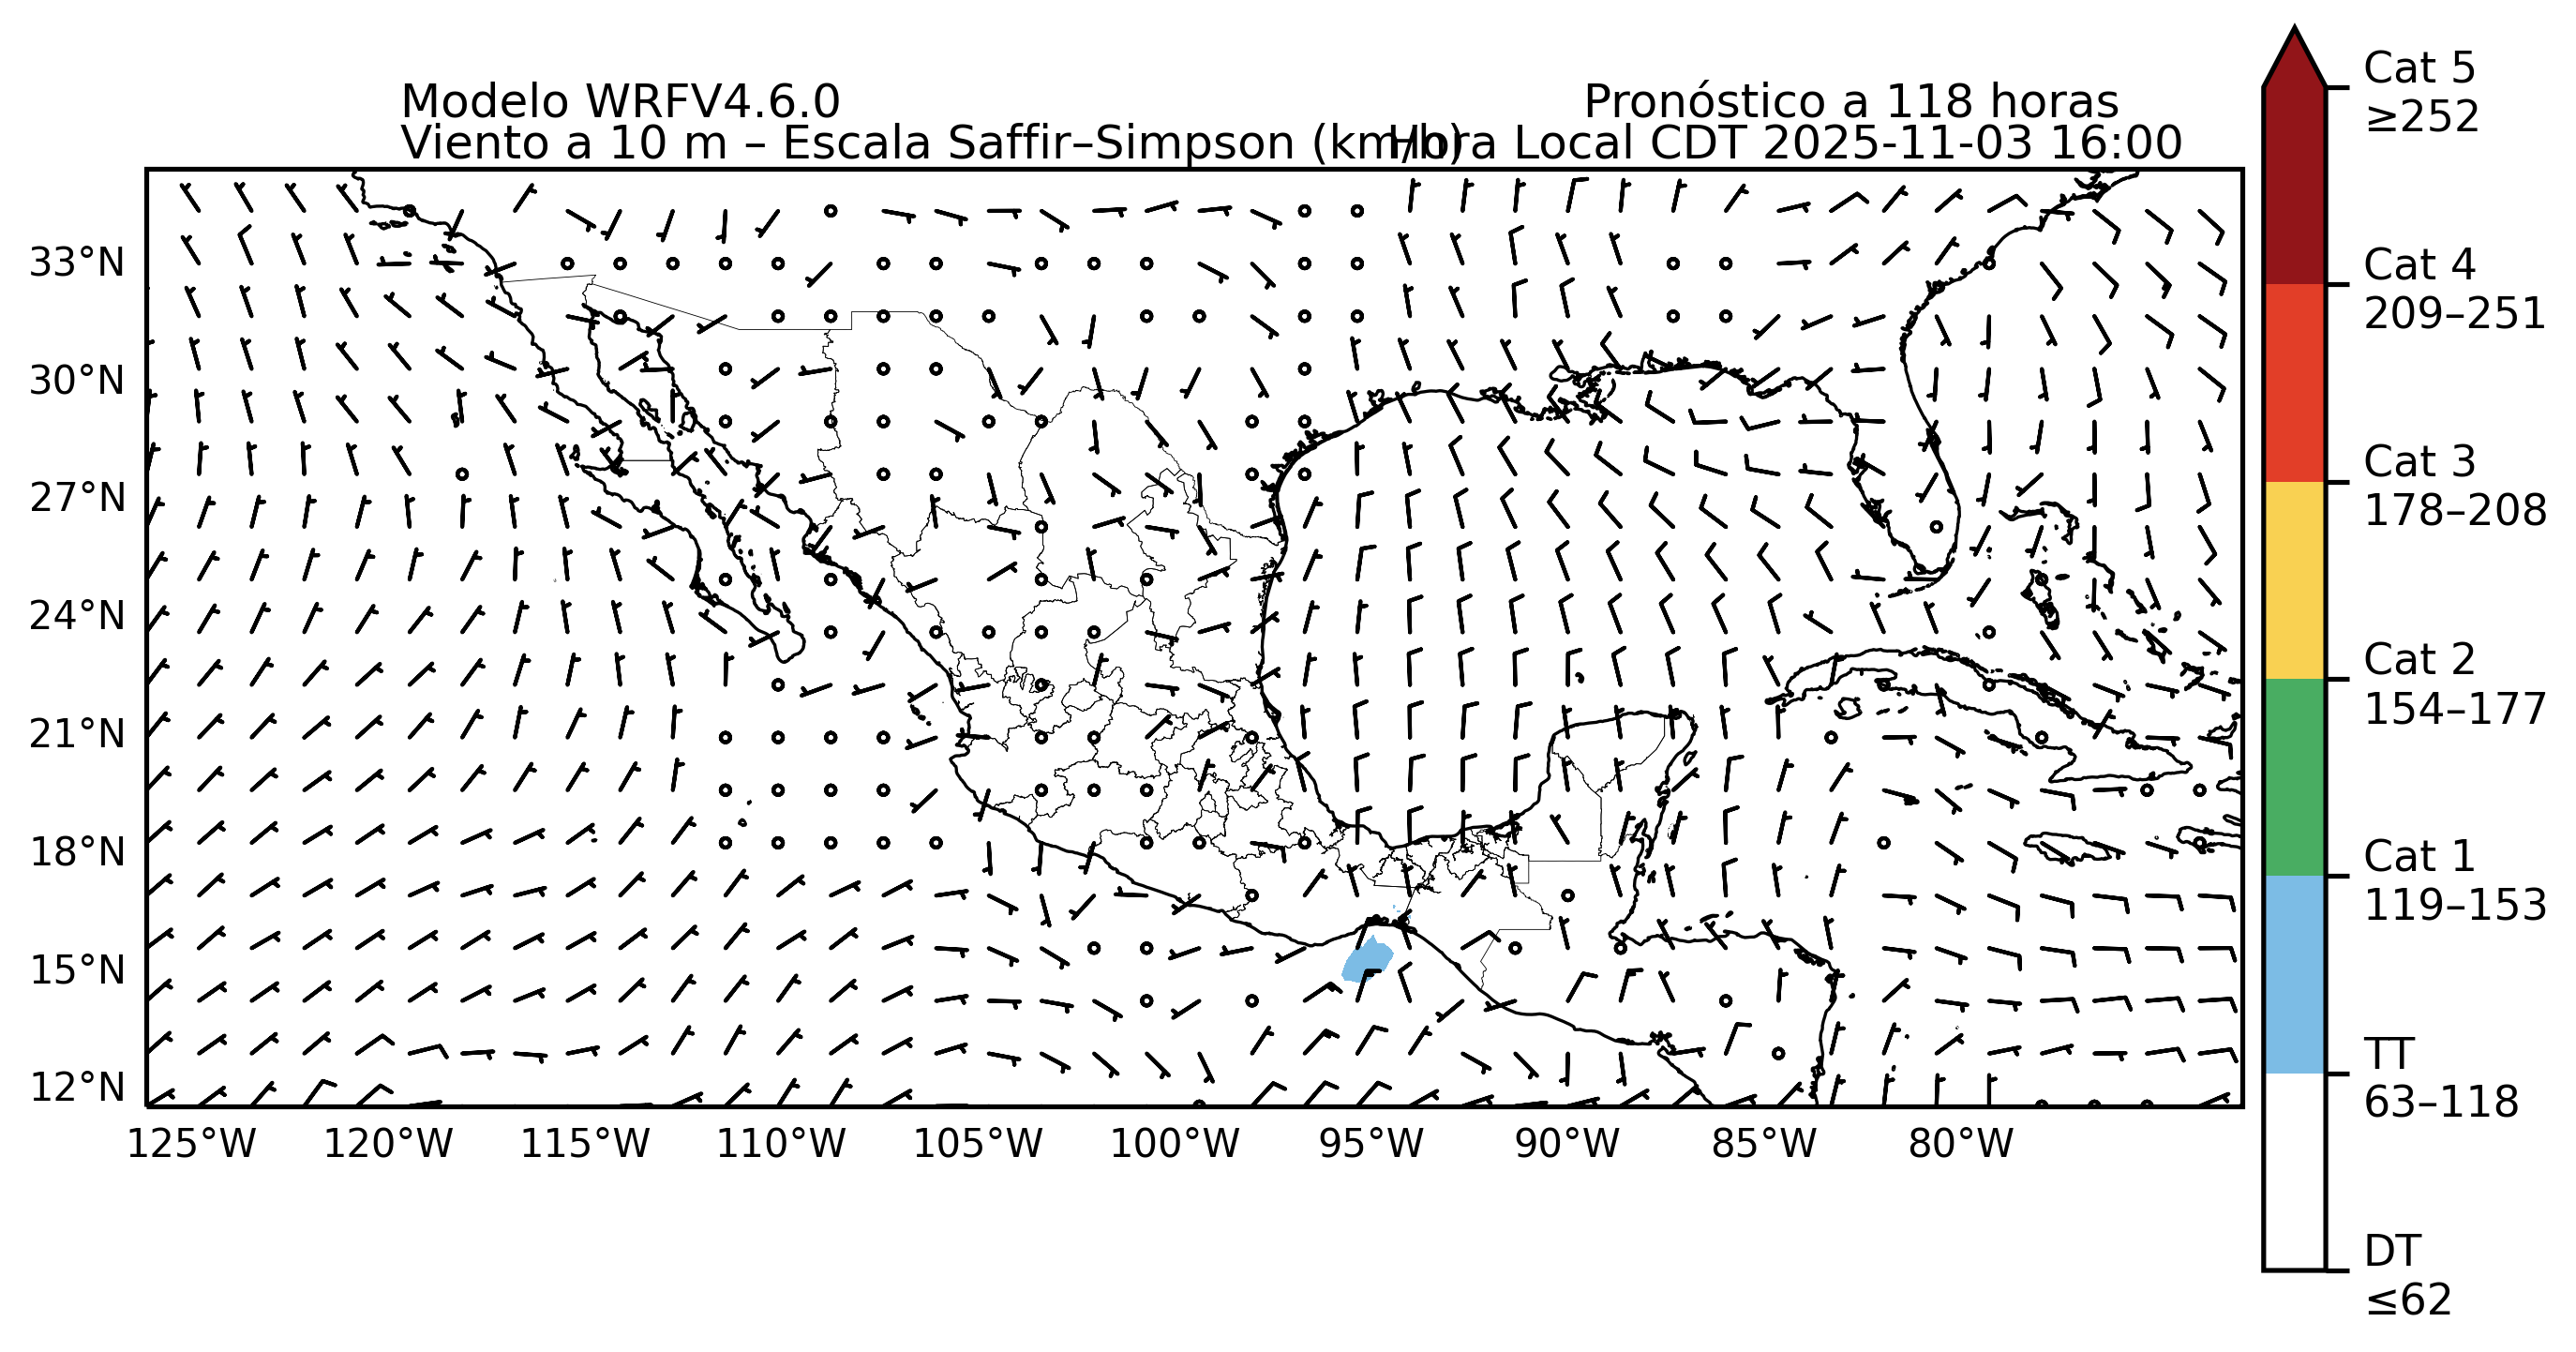 Modelo WRFV4.6.0
Pronóstico a 118 horas
Viento a 10 m – Escala Saffir–Simpson (km/h)
Hora Local CDT 2025-11-03 16:00
33°N
30°N
27°N
24°N
21°N
18°N
15°N
12°N
125°W
120°W
115°W
110°W
105°W
100°W
95°W
90°W
85°W
80°W
Cat 5
≥252
Cat 4
209–251
Cat 3
178–208
Cat 2
154–177
Cat 1
119–153
TT
63–118
DT
≤62